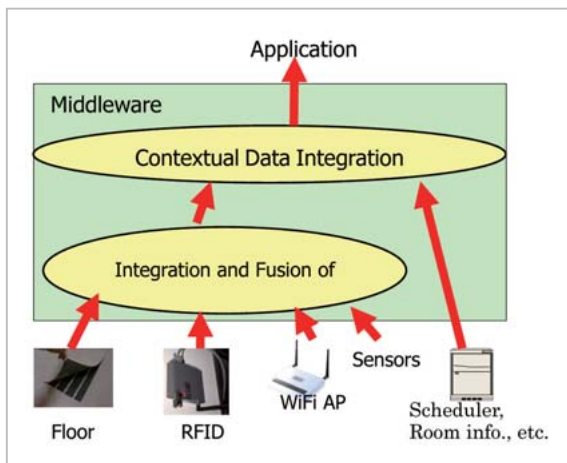 Application
Middleware
Contextual Data Integration
Integration and Fusion of
Sensors
WiFi AP
Floor
RFID
Scheduler,
Room info., etc.